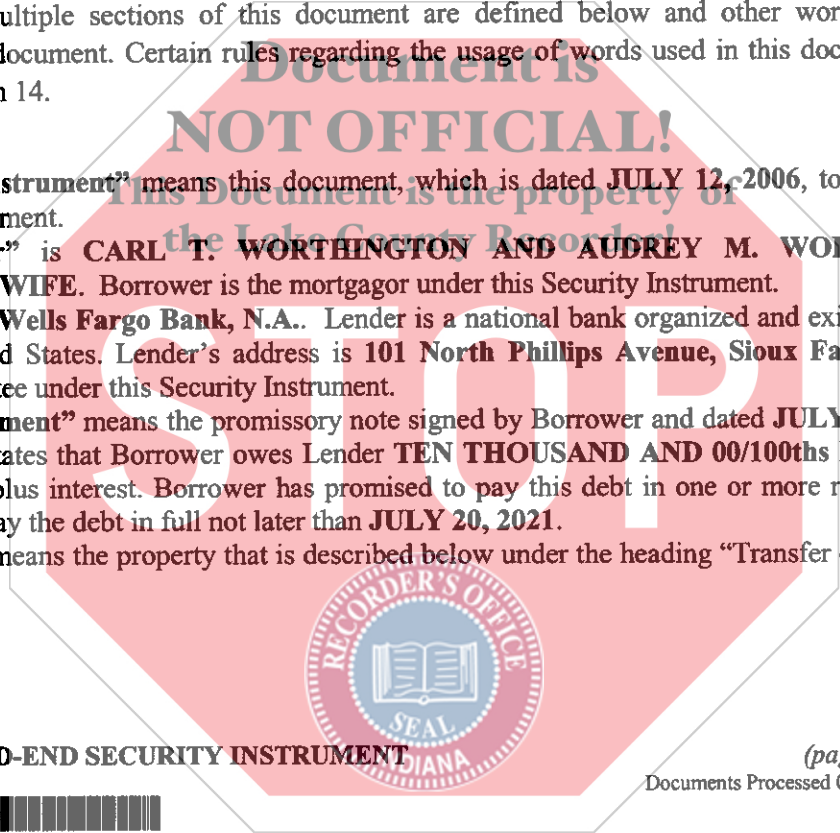 ultiple sections of this document are defined below and other wor
document. Certain rules regarding the usage of words used in this doc
n 14.
Document is
NOT OFFICIAL!
strument” means this document, which is dated JULY 12, 2006, to
This Document is the property of
ment.
the Lake County Recorder!
” is CARL T. WORTHINGTON AND AUDREY M. WOR
WIFE. Borrower is the mortgagor under this Security Instrument.
Wells Fargo Bank, N.A.. Lender is a national bank organized and exi
d States. Lender’s address is 101 North Phillips Avenue, Sioux Fa
ee under this Security Instrument.
ment” means the promissory note signed by Borrower and dated JULY
ates that Borrower owes Lender TEN THOUSAND AND 00/100ths
plus interest. Borrower has promised to pay this debt in one or more r
ay the debt in full not later than JULY 20, 2021.
means the property that is described below under the heading “Transfer
STOP
RECORDER'S OFFICE
SEAL
INDIANA
D-END SECURITY INSTRUMENT
(pa
Documents Processed